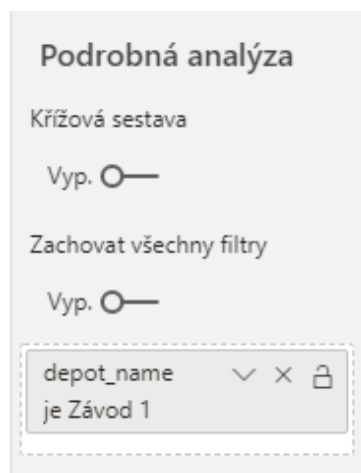 Podrobná analýza
Křížová sestava
Vyp.
Zachovat všechny filtry
Vyp.
depot_name
je Závod 1